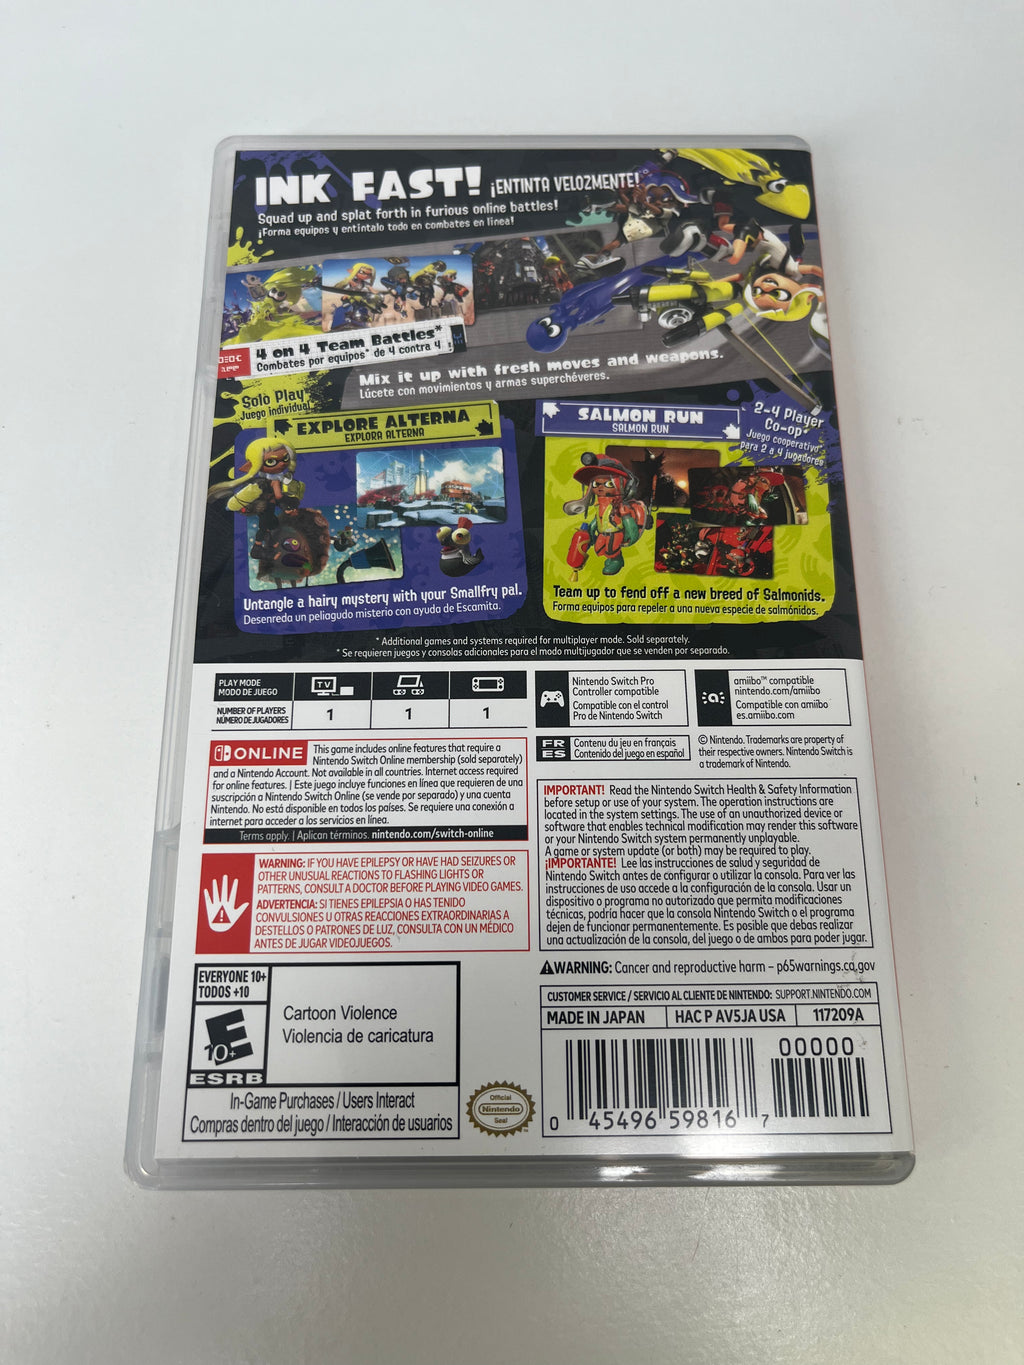 INK FAST! ¡ENTINTA VELOZMENTE!
Squad up and splat forth in furious online battles!
¡Forma equipos y entíntalo todo en combates en línea!
4 on 4 Team Battles*
Combates por equipos* de 4 contra 4
Mix it up with fresh moves and weapons.
Lúcete con movimientos y armas superchéveres.
Solo Play
Juego individual
EXPLORE ALTERNA
EXPLORA ALTERNA
Untangle a hairy mystery with your Smallfry pal.
Desenreda un peliagudo misterio con ayuda de Escamita.
SALMON RUN
SALMON RUN
2-4 Player
Co-op*
Juego cooperativo*
para 2 a 4 jugadores
Team up to fend off a new breed of Salmonids.
Forma equipos para repeler a una nueva especie de salmónidos.
* Additional games and systems required for multiplayer mode. Sold separately.
* Se requieren juegos y consolas adicionales para el modo multijugador que se venden por separado.
PLAY MODE
MODO DE JUEGO
TV
NUMBER OF PLAYERS
NÚMERO DE JUGADORES
1 1 1
Nintendo Switch Pro
Controller compatible
Compatible con el control
Pro de Nintendo Switch
amiibo™ compatible
nintendo.com/amiibo
Compatible con amiibo
es.amiibo.com
FR Contenu du jeu en français
ES Contenido del juego en español
© Nintendo. Trademarks are property of
their respective owners. Nintendo Switch is
a trademark of Nintendo.
ONLINE
This game includes online features that require a
Nintendo Switch Online membership (sold separately)
and a Nintendo Account. Not available in all countries. Internet access required
for online features. | Este juego incluye funciones en línea que requieren de una
suscripción a Nintendo Switch Online (se vende por separado) y una cuenta
Nintendo. No está disponible en todos los países. Se requiere una conexión a
internet para acceder a los servicios en línea.
Terms apply. | Aplican términos. nintendo.com/switch-online
WARNING: IF YOU HAVE EPILEPSY OR HAVE HAD SEIZURES OR
OTHER UNUSUAL REACTIONS TO FLASHING LIGHTS OR
PATTERNS, CONSULT A DOCTOR BEFORE PLAYING VIDEO GAMES.
ADVERTENCIA: SI TIENES EPILEPSIA O HAS TENIDO
CONVULSIONES U OTRAS REACCIONES EXTRAORDINARIAS A
DESTELLOS O PATRONES DE LUZ, CONSULTA CON UN MÉDICO
ANTES DE JUGAR VIDEOJUEGOS.
IMPORTANT! Read the Nintendo Switch Health & Safety Information
before setup or use of your system. The operation instructions are
located in the system settings. The use of an unauthorized device or
software that enables technical modification may render this software
or your Nintendo Switch system permanently unplayable.
A game or system update (or both) may be required to play.
¡IMPORTANTE! Lee las instrucciones de salud y seguridad de
Nintendo Switch antes de configurar o utilizar la consola. Para ver las
instrucciones de uso accede a la configuración de la consola. Usar un
dispositivo o programa no autorizado que permita modificaciones
técnicas, podría hacer que la consola Nintendo Switch o el programa
dejen de funcionar permanentemente. Es posible que debas realizar
una actualización de la consola, del juego o de ambos para poder jugar.
WARNING: Cancer and reproductive harm – p65warnings.ca.gov
EVERYONE 10+
TODOS +10
E
10+
ESRB
Cartoon Violence
Violencia de caricatura
In-Game Purchases / Users Interact
Compras dentro del juego / Interacción de usuarios
Official
Nintendo
Seal
CUSTOMER SERVICE / SERVICIO AL CLIENTE DE NINTENDO: SUPPORT.NINTENDO.COM
MADE IN JAPAN HAC P AV5JA USA 117209A
00000
0 45496 59816 7